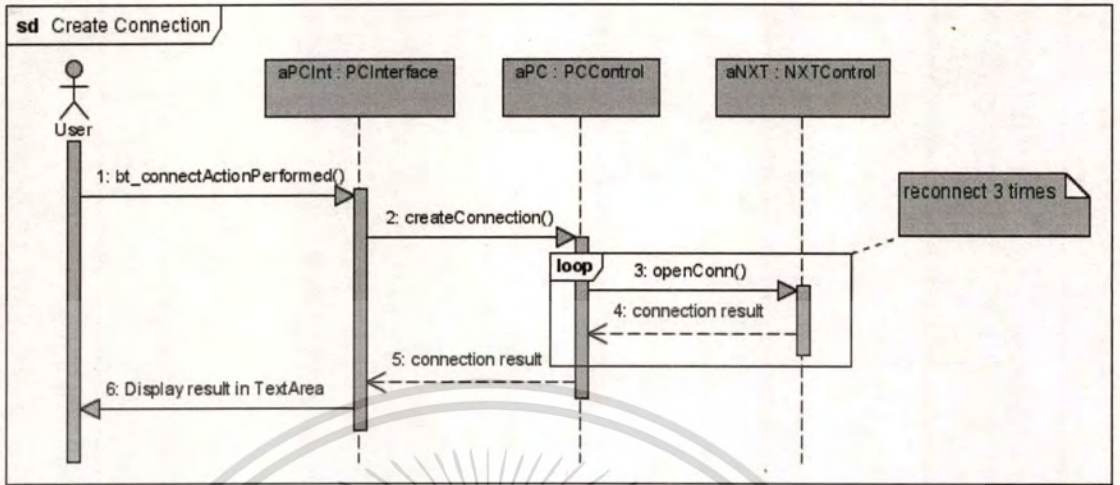 sd Create Connection
User
aPCInt : PCInterface
aPC : PCControl
aNXT : NXTControl
1: bt_connectActionPerformed()
reconnect 3 times
2: createConnection()
loop
3: openConn()
4: connection result
5: connection result
6: Display result in TextArea